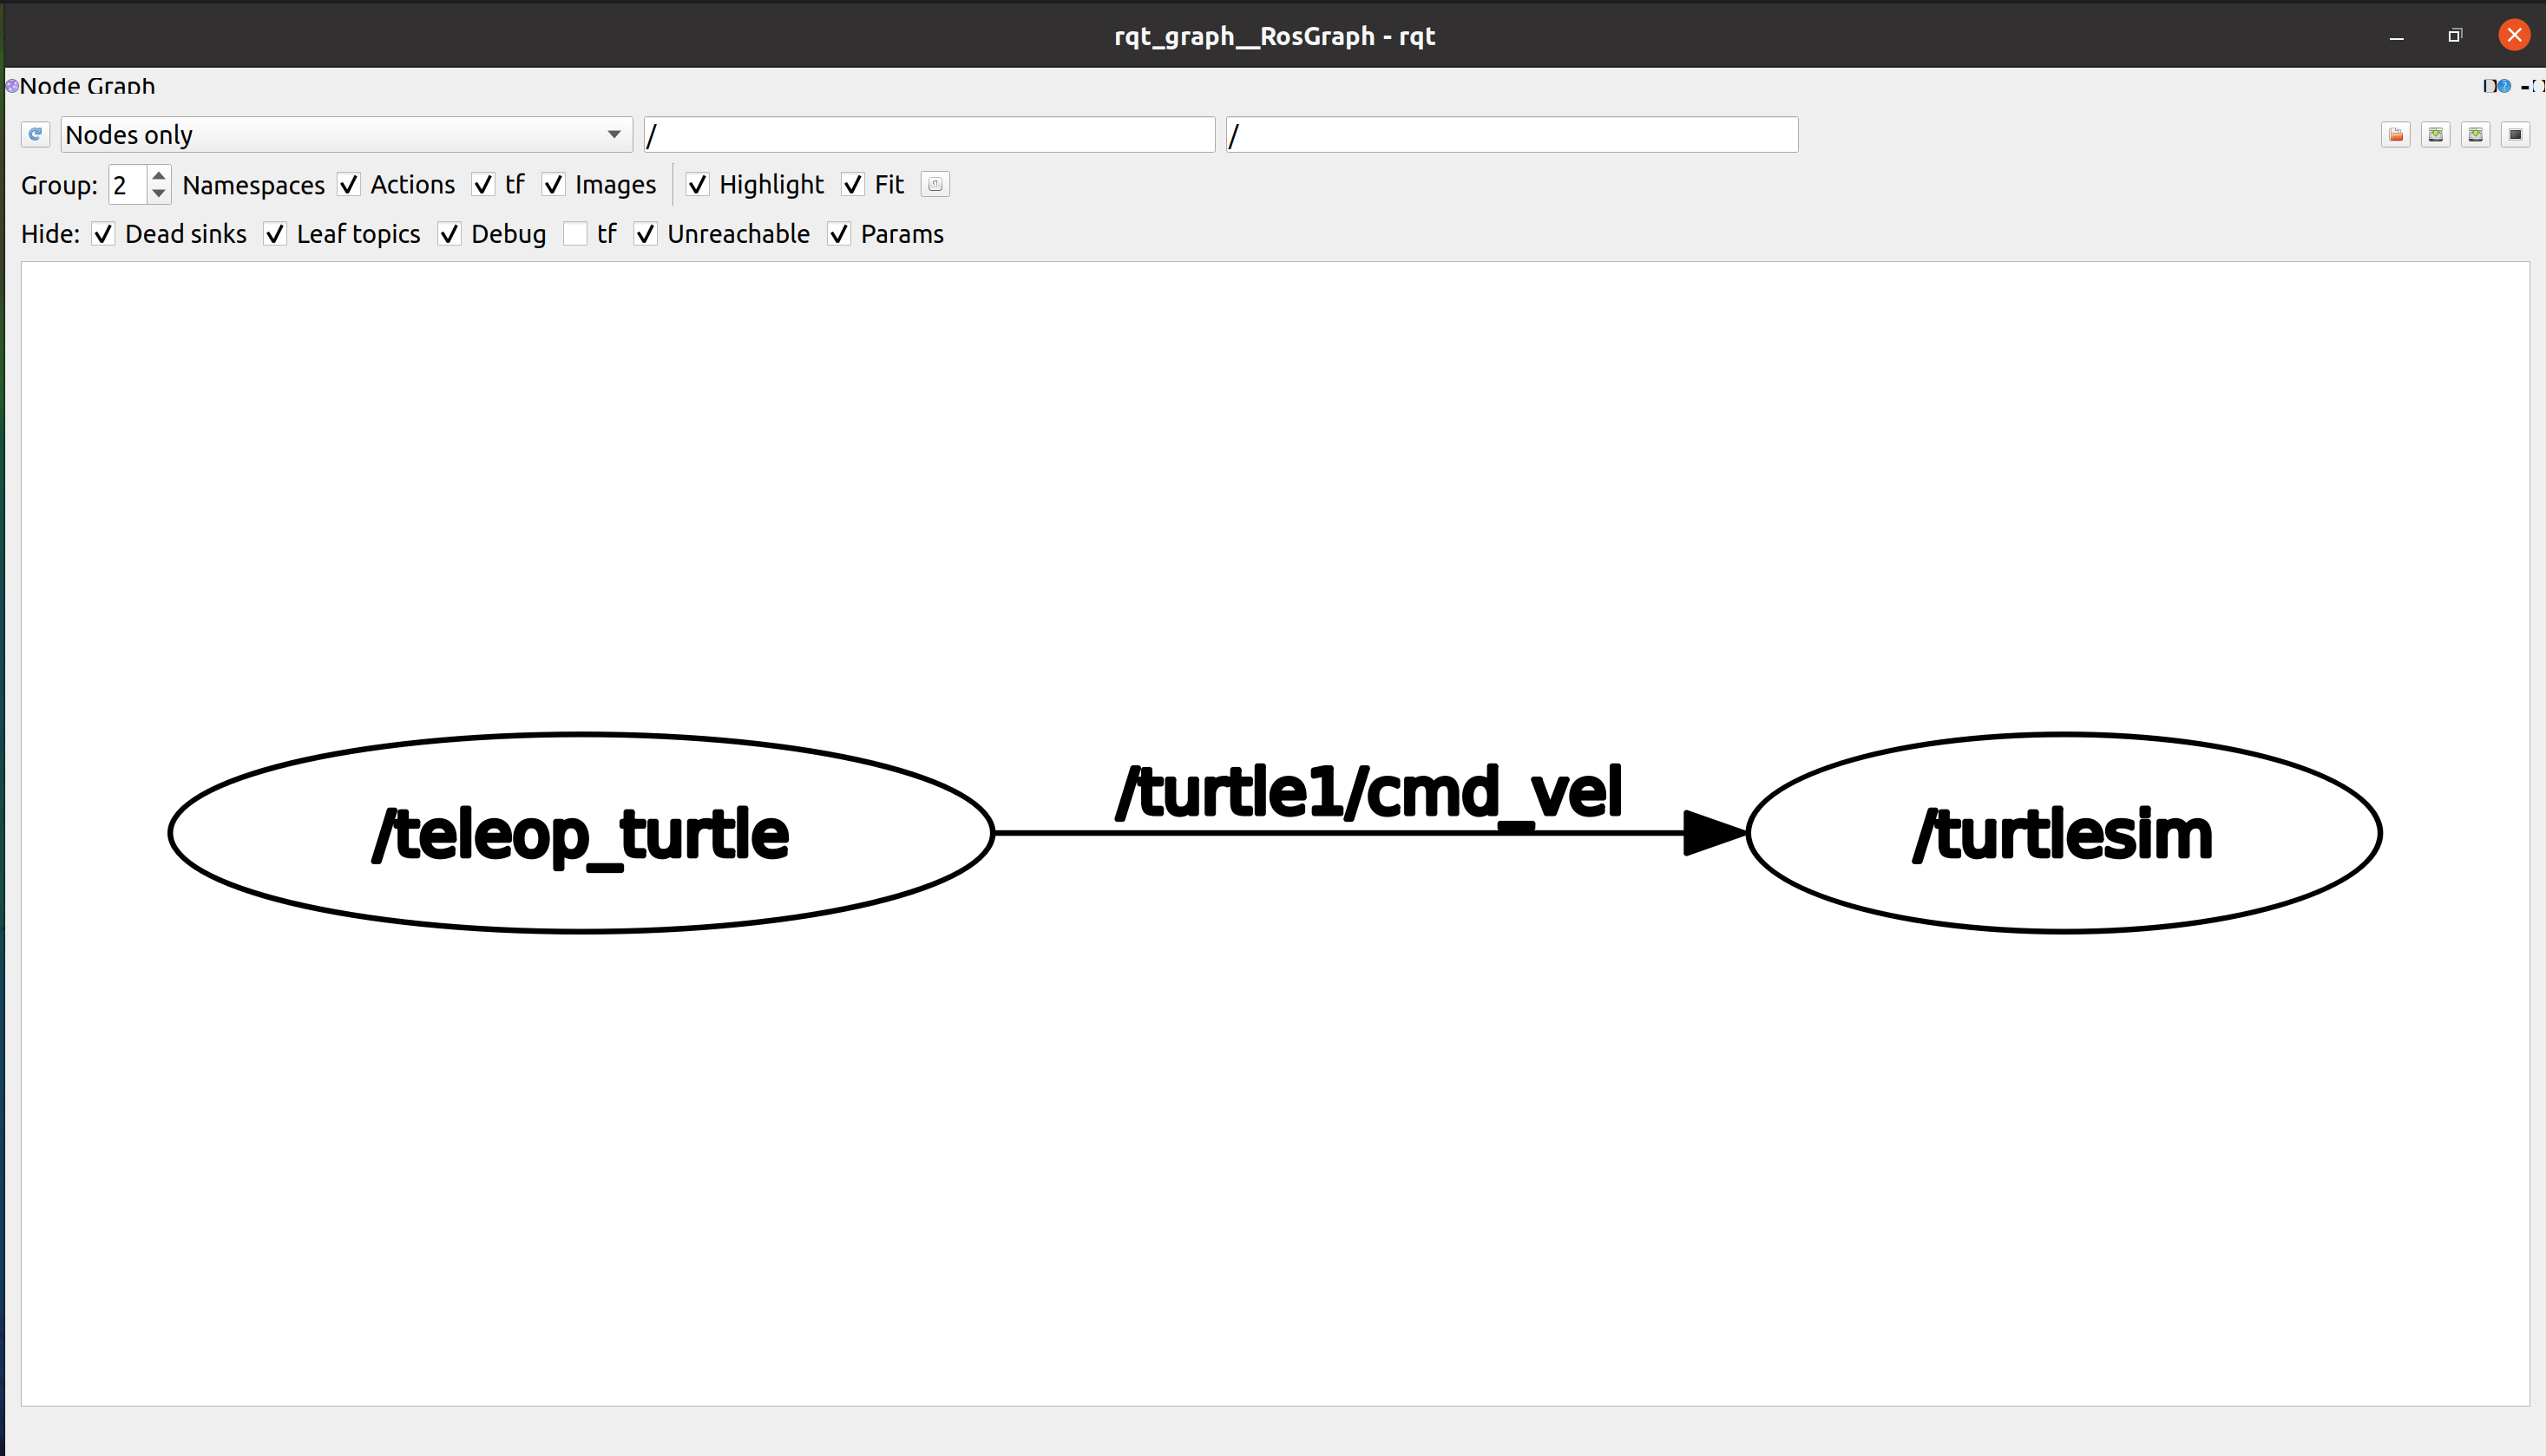 rqt_graph__RosGraph - rqt
Node Graph
Nodes only / /
Group: 2 Namespaces Actions tf Images Highlight Fit
Hide: Dead sinks Leaf topics Debug tf Unreachable Params
/turtle1/cmd_vel
/teleop_turtle /turtlesim